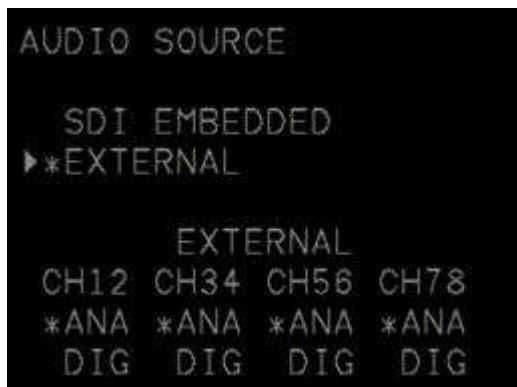 AUDIO SOURCE
SDI EMBEDDED
▶*EXTERNAL
EXTERNAL
CH12 CH34 CH56 CH78
*ANA *ANA *ANA *ANA
DIG DIG DIG DIG